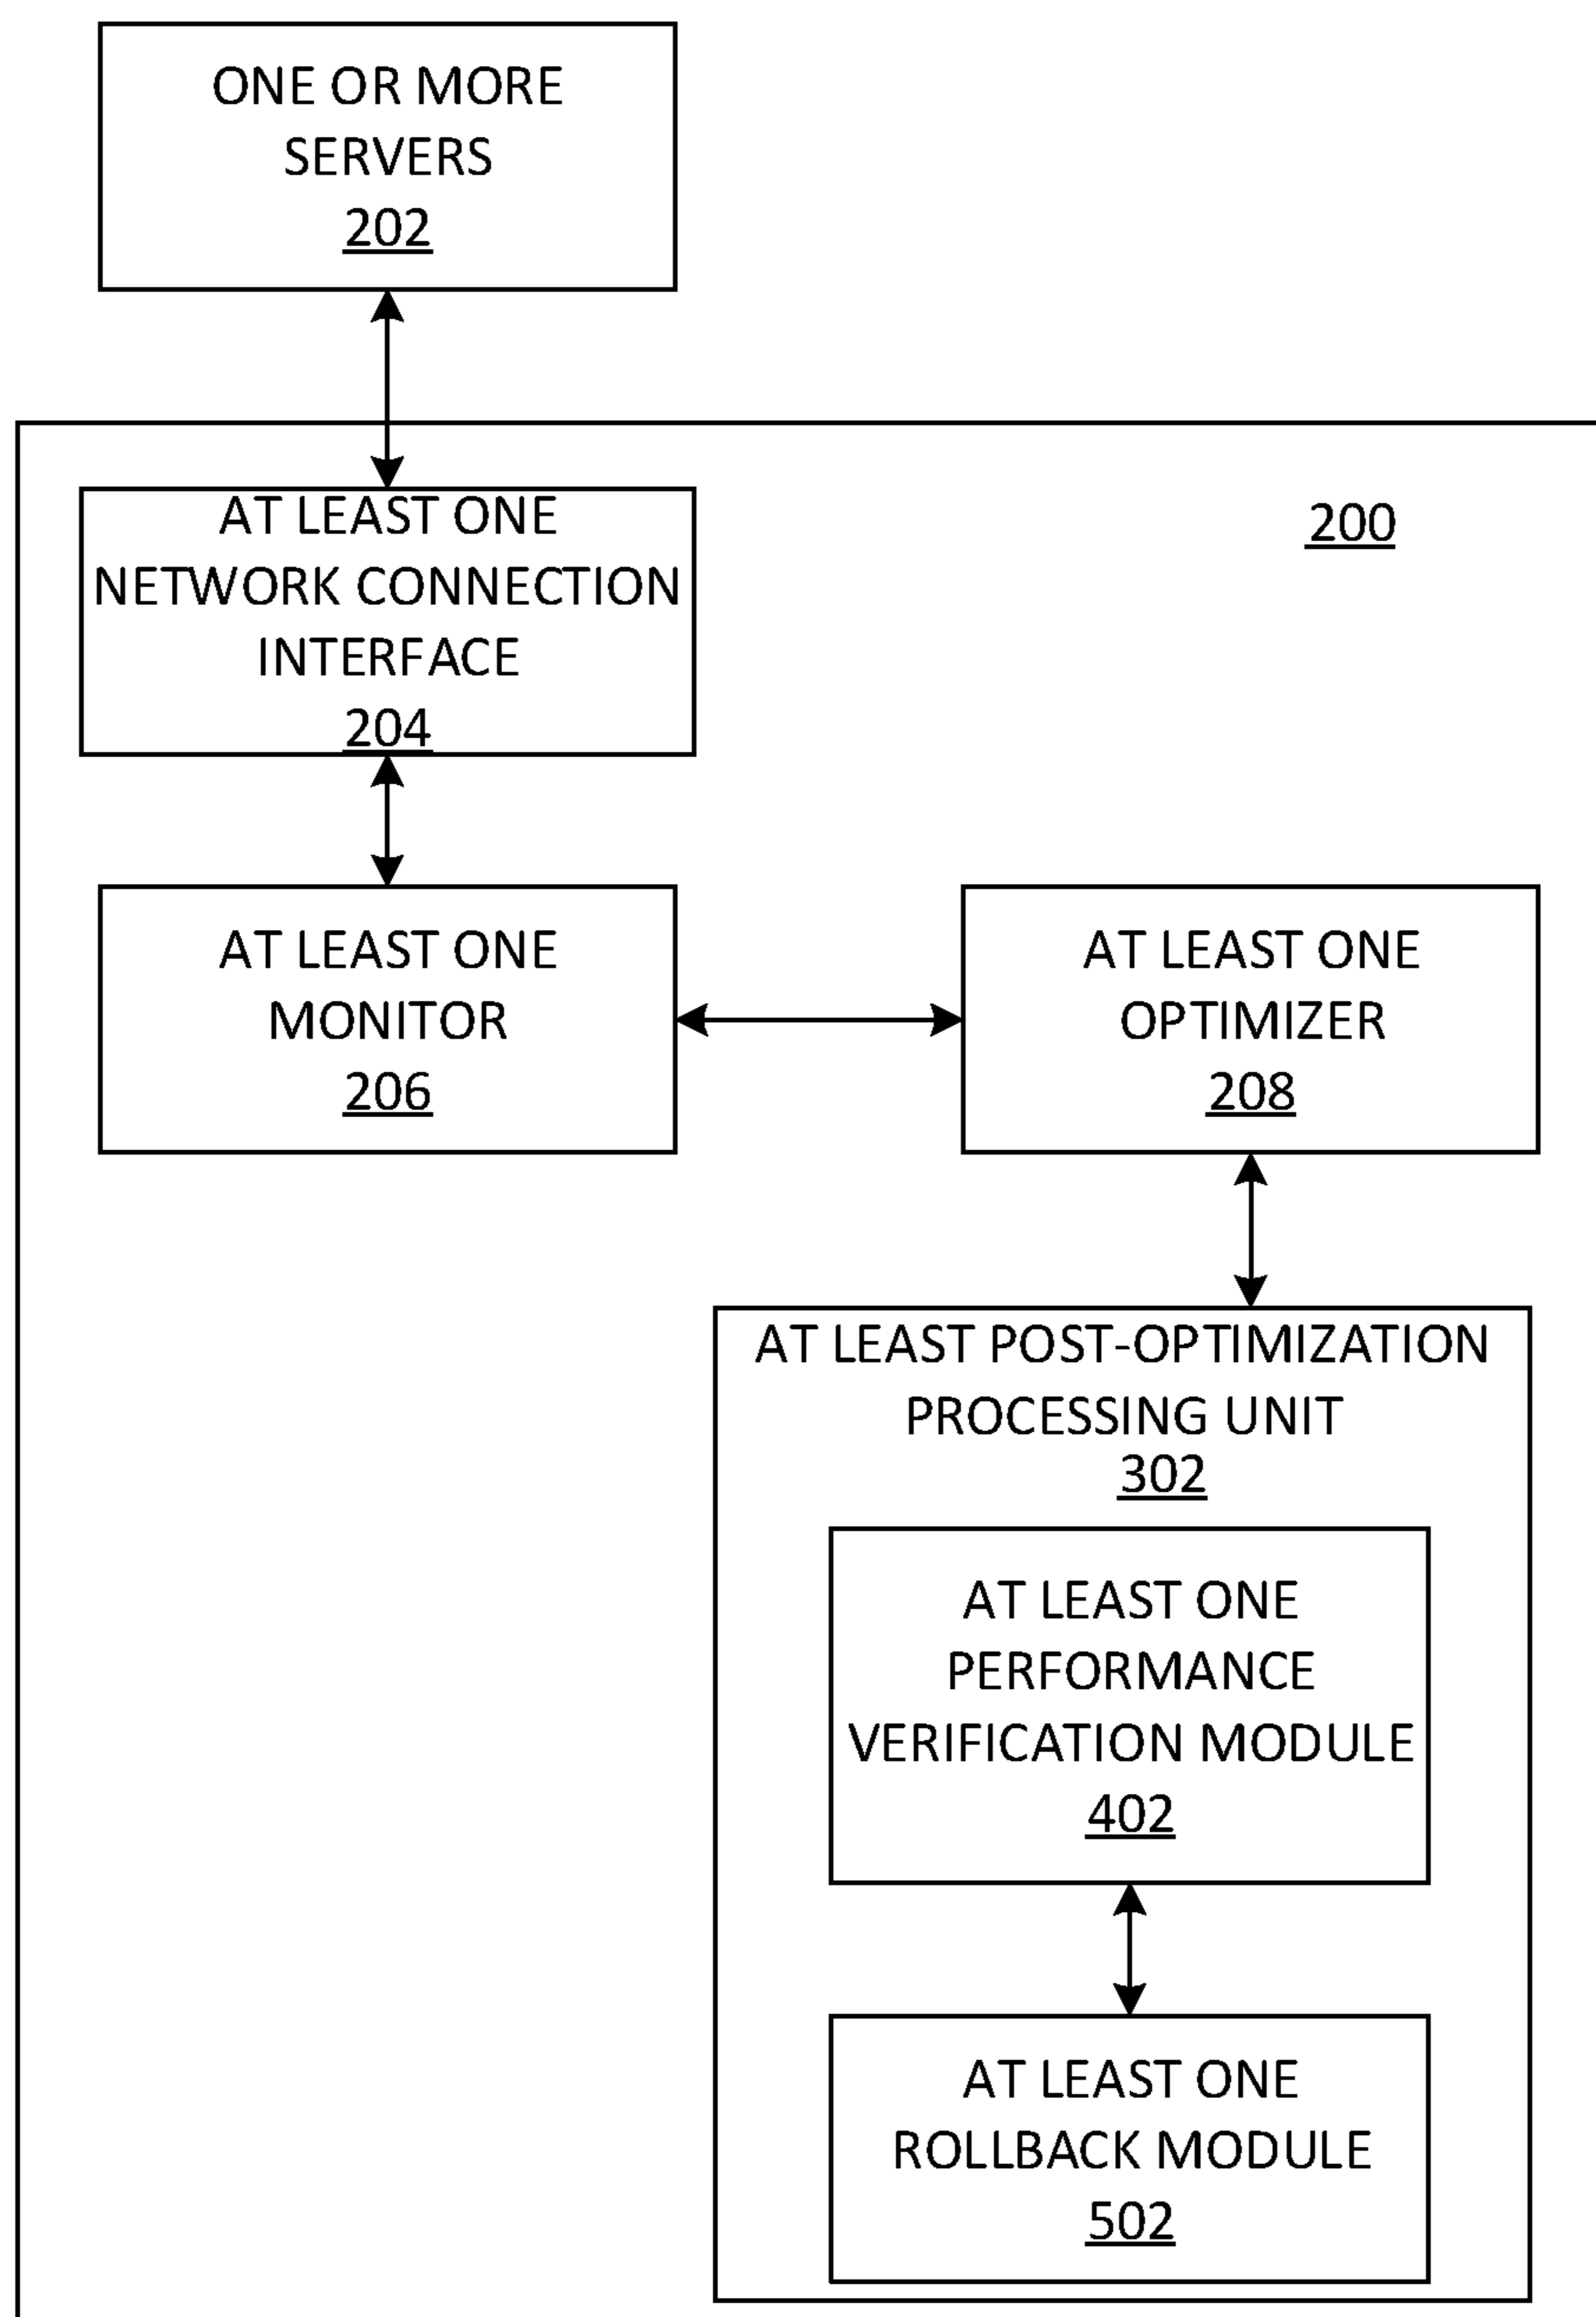 ONE OR MORE
SERVERS
202
200
AT LEAST ONE
NETWORK CONNECTION
INTERFACE
204
AT LEAST ONE
MONITOR
206
AT LEAST ONE
OPTIMIZER
208
AT LEAST POST-OPTIMIZATION
PROCESSING UNIT
302
AT LEAST ONE
PERFORMANCE
VERIFICATION MODULE
402
AT LEAST ONE
ROLLBACK MODULE
502